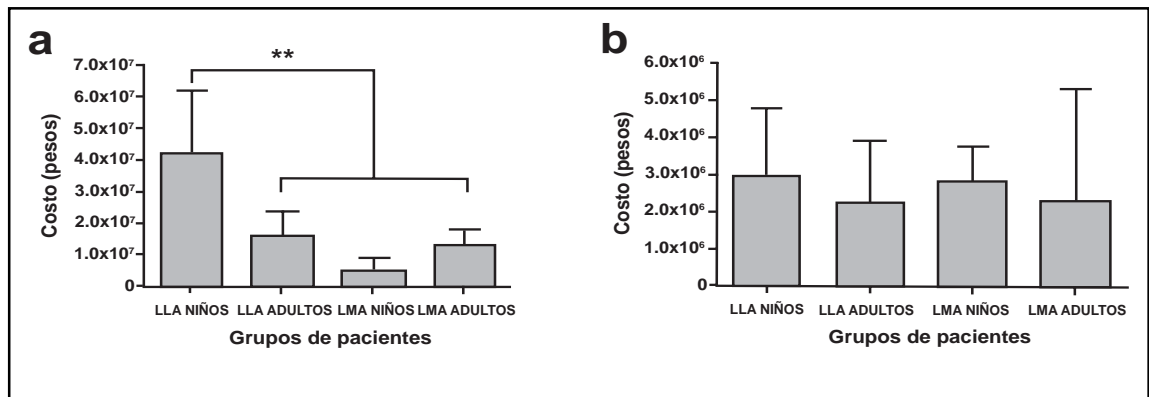 a
**
7.0x10⁷
6.0x10⁷
5.0x10⁷
4.0x10⁷
3.0x10⁷
2.0x10⁷
1.0x10⁷
0
Costo (pesos)
LLA NIÑOS LLA ADULTOS LMA NIÑOS LMA ADULTOS
Grupos de pacientes
b
6.0x10⁶
5.0x10⁶
4.0x10⁶
3.0x10⁶
2.0x10⁶
1.0x10⁶
0
Costo (pesos)
LLA NIÑOS LLA ADULTOS LMA NIÑOS LMA ADULTOS
Grupos de pacientes